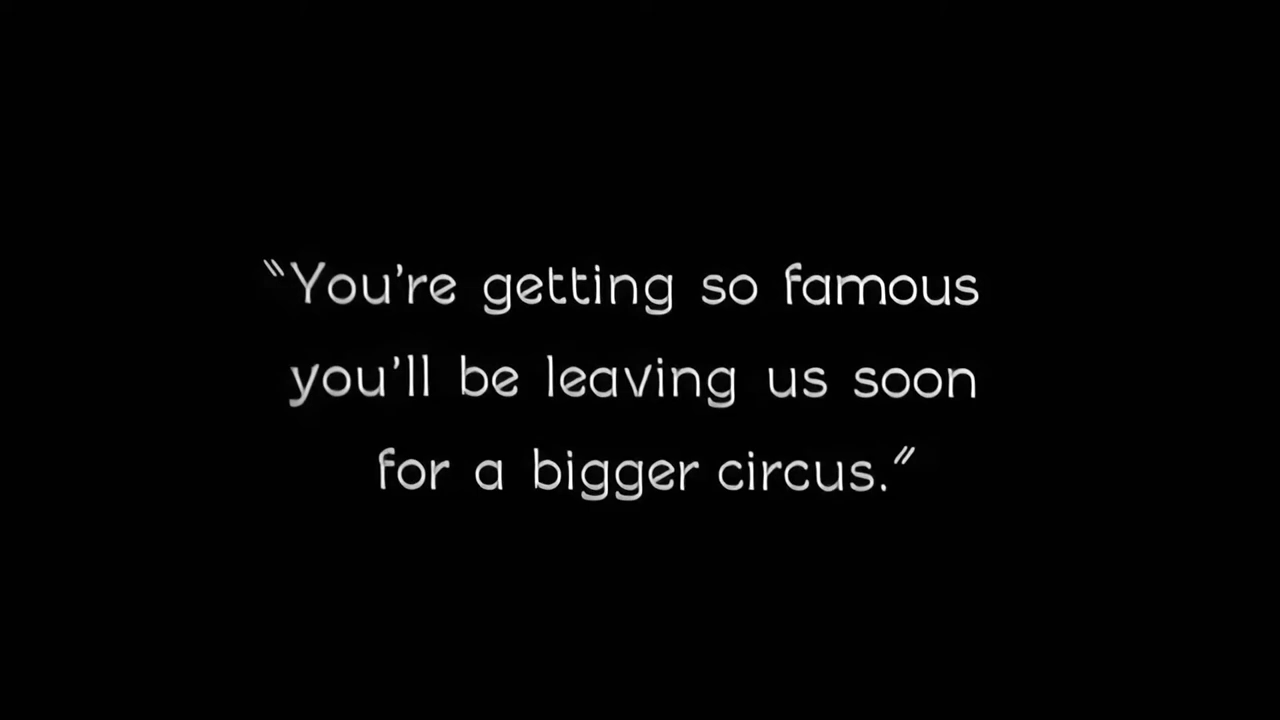 “You’re getting so famous
you’ll be leaving us soon
for a bigger circus.”